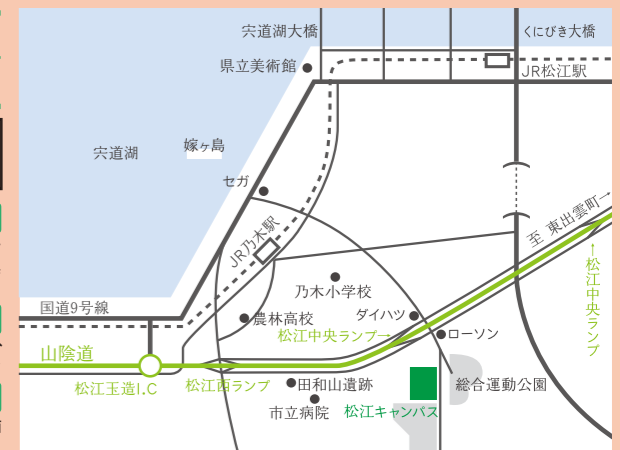 宍道湖大橋
くにびき大橋
県立美術館
JR松江駅
宍道湖
嫁ヶ島
セガ
至 東出雲町→
JR乃木駅
←松江中央ランプ
乃木小学校
国道9号線
農林高校
ダイハツ
松江中央ランプ→
ローソン
山陰道
松江玉造I.C
松江西ランプ
田和山遺跡
総合運動公園
市立病院
松江キャンパス